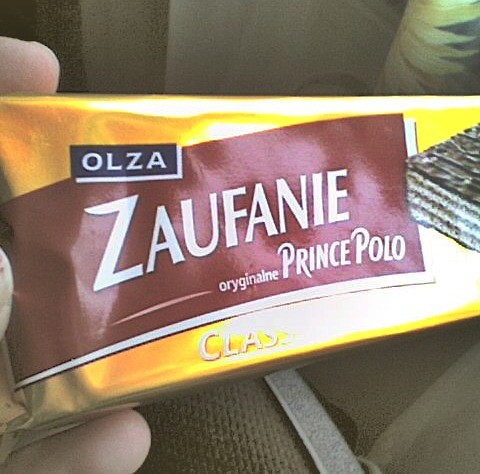 OLZA
ZAUFANIE
oryginalne PRINCE POLO